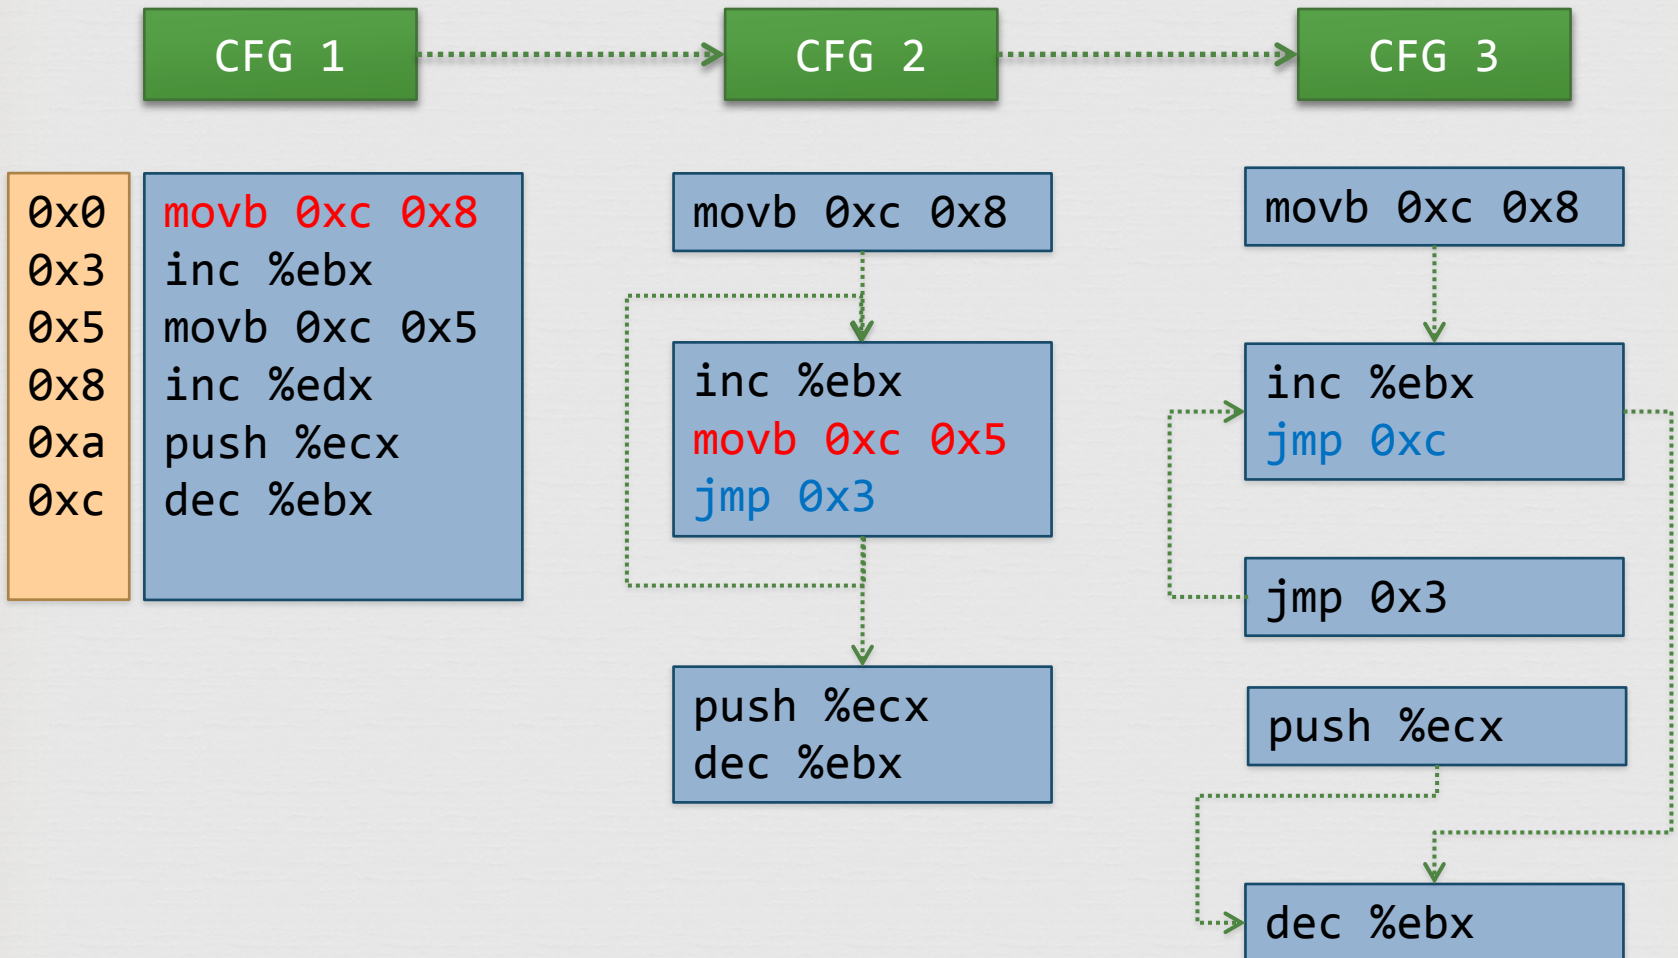 CFG 1
CFG 2
CFG 3
0x0
0x3
0x5
0x8
0xa
0xc
movb 0xc 0x8
inc %ebx
movb 0xc 0x5
inc %edx
push %ecx
dec %ebx
movb 0xc 0x8
inc %ebx
movb 0xc 0x5
jmp 0x3
push %ecx
dec %ebx
movb 0xc 0x8
inc %ebx
jmp 0xc
jmp 0x3
push %ecx
dec %ebx